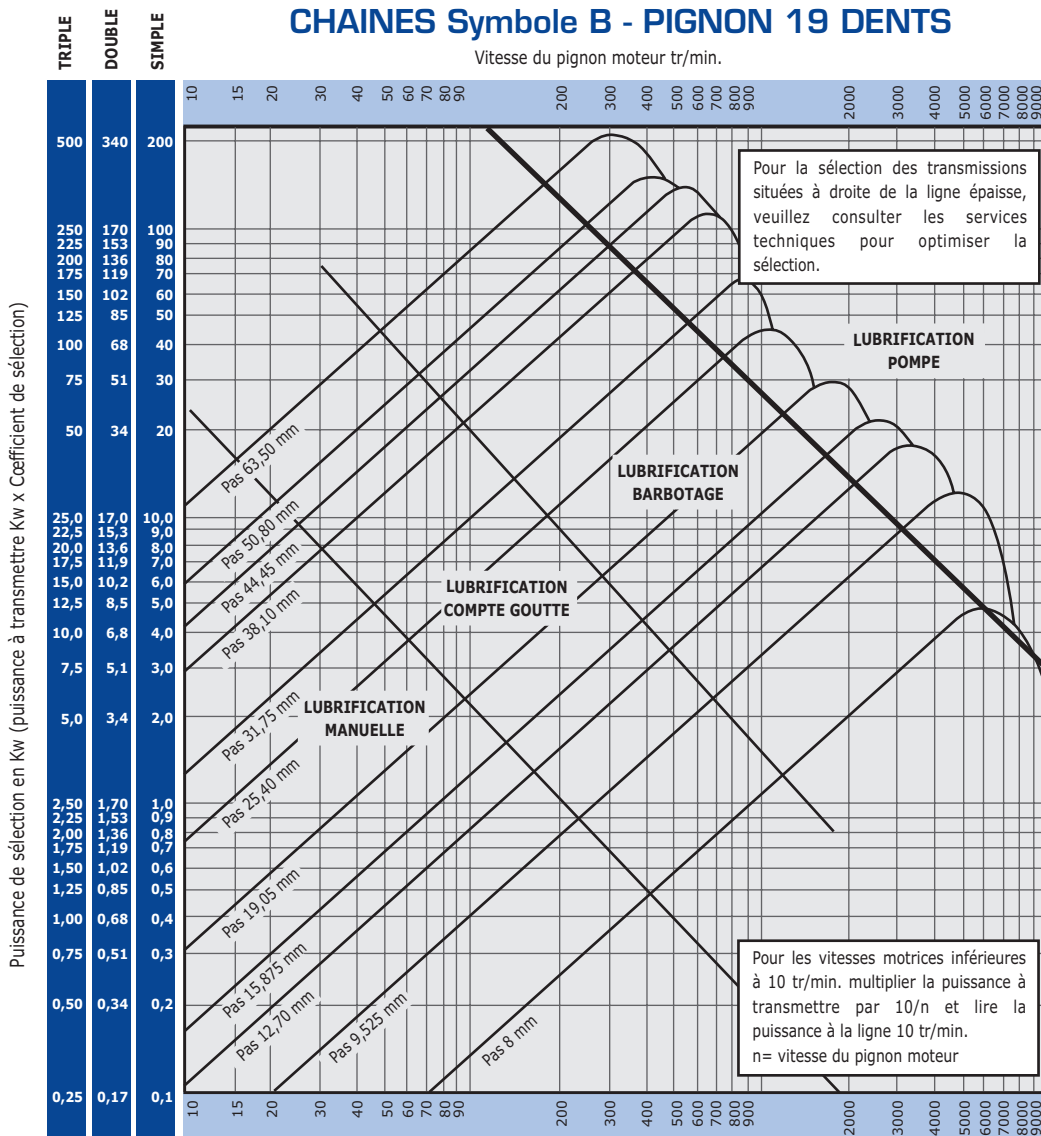 CHAINES Symbole B - PIGNON 19 DENTS
Vitesse du pignon moteur tr/min.
TRIPLE DOUBLE SIMPLE
10 15 20 30 40 50 60 70 80 90 200 300 400 500 600 700 800 900 2000 3000 4000 5000 6000 7000 8000 9000
Puissance de sélection en Kw (puissance à transmettre Kw x Cœfficient de sélection)
500 340 200
250 170 100
225 153 90
200 136 80
175 119 70
150 102 60
125 85 50
100 68 40
75 51 30
50 34 20
25,0 17,0 10,0
22,5 15,3 9,0
20,0 13,6 8,0
17,5 11,9 7,0
15,0 10,2 6,0
12,5 8,5 5,0
10,0 6,8 4,0
7,5 5,1 3,0
5,0 3,4 2,0
2,50 1,70 1,0
2,25 1,53 0,9
2,00 1,36 0,8
1,75 1,19 0,7
1,50 1,02 0,6
1,25 0,85 0,5
1,00 0,68 0,4
0,75 0,51 0,3
0,50 0,34 0,2
0,25 0,17 0,1
Pour la sélection des transmissions
situées à droite de la ligne épaisse,
veuillez consulter les services
techniques pour optimiser la
sélection.
LUBRIFICATION
POMPE
LUBRIFICATION
BARBOTAGE
LUBRIFICATION
COMPTE GOUTTE
LUBRIFICATION
MANUELLE
Pas 63,50 mm
Pas 50,80 mm
Pas 44,45 mm
Pas 38,10 mm
Pas 31,75 mm
Pas 25,40 mm
Pas 19,05 mm
Pas 15,875 mm
Pas 12,70 mm
Pas 9,525 mm
Pas 8 mm
Pour les vitesses motrices inférieures
à 10 tr/min. multiplier la puissance à
transmettre par 10/n et lire la
puissance à la ligne 10 tr/min.
n= vitesse du pignon moteur
10 15 20 30 40 50 60 70 80 90 200 300 400 500 600 700 800 900 2000 3000 4000 5000 6000 7000 8000 9000